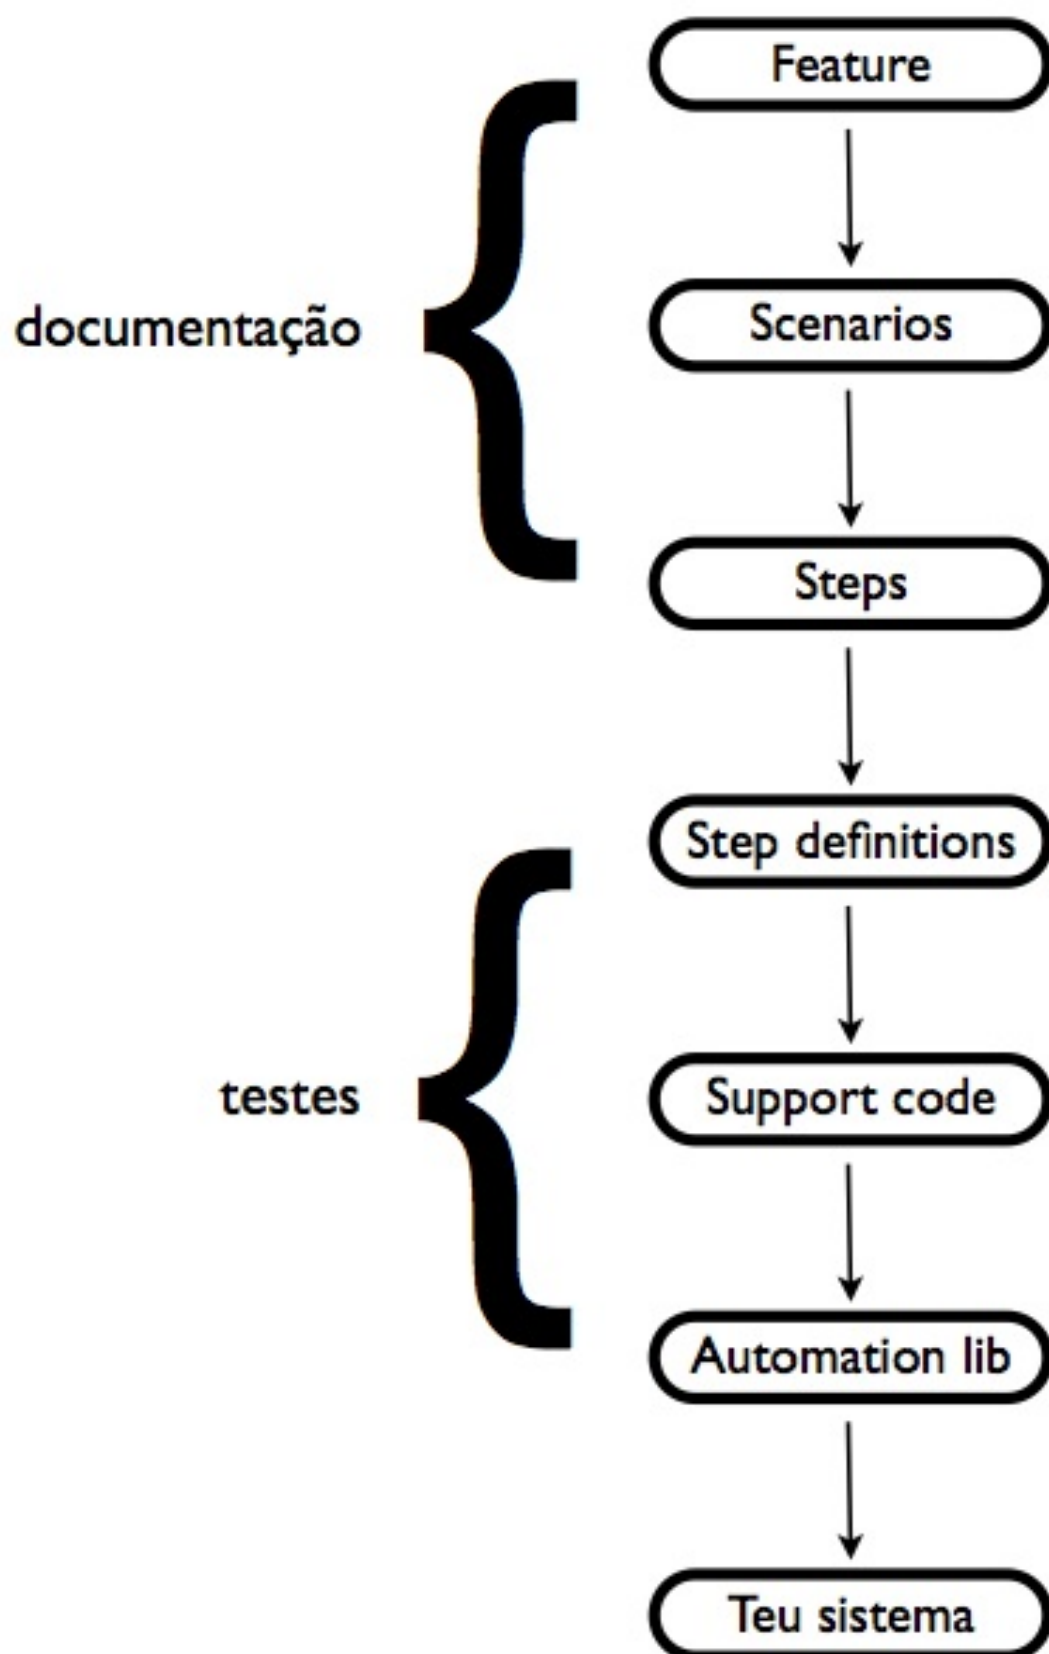 Feature
documentação
Scenarios
Steps
Step definitions
testes
Support code
Automation lib
Teu sistema